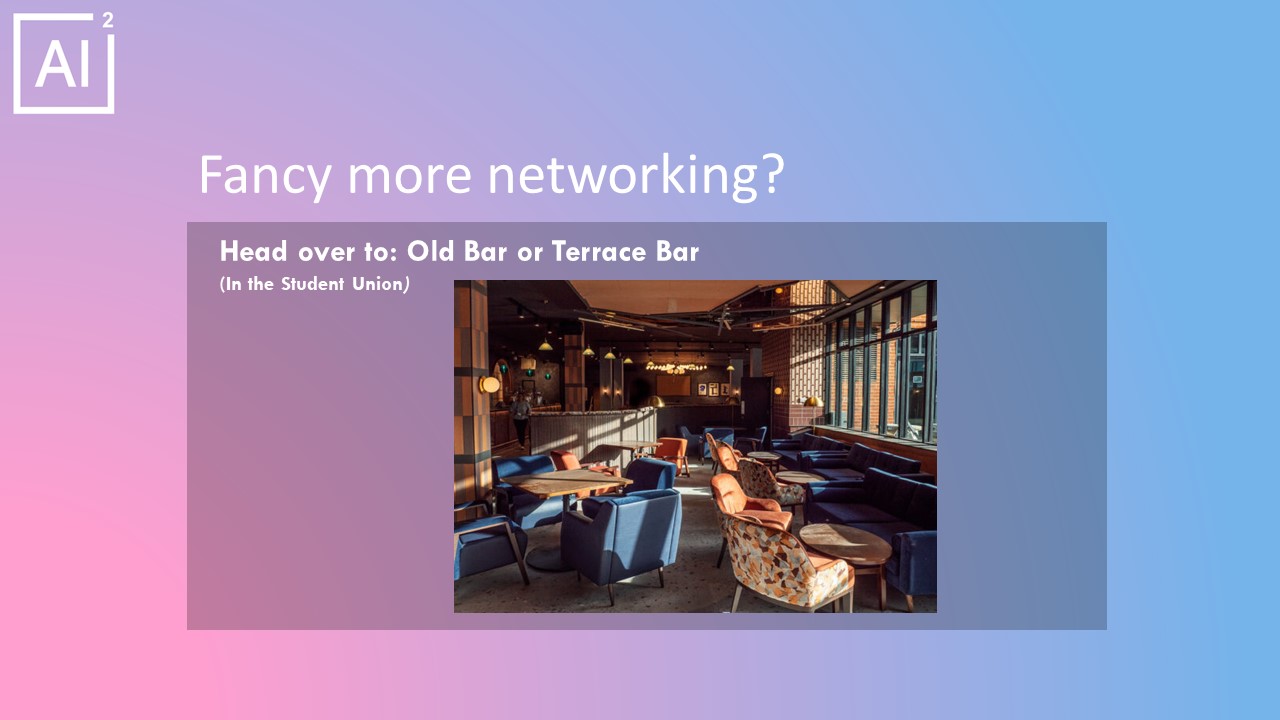 AI 2
Fancy more networking?
Head over to: Old Bar or Terrace Bar
(In the Student Union)